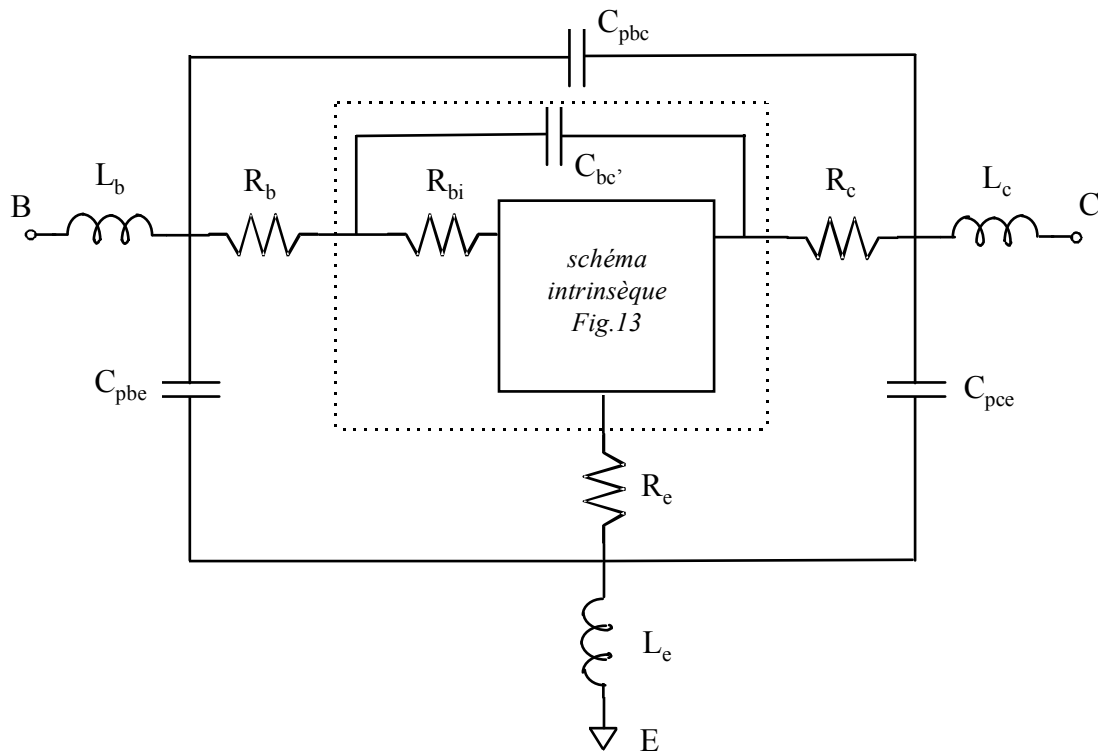 C_pbc
C_bc'
L_b
R_b
R_bi
R_c
L_c
B
C
schéma
intrinsèque
Fig.13
C_pbe
C_pce
R_e
L_e
E